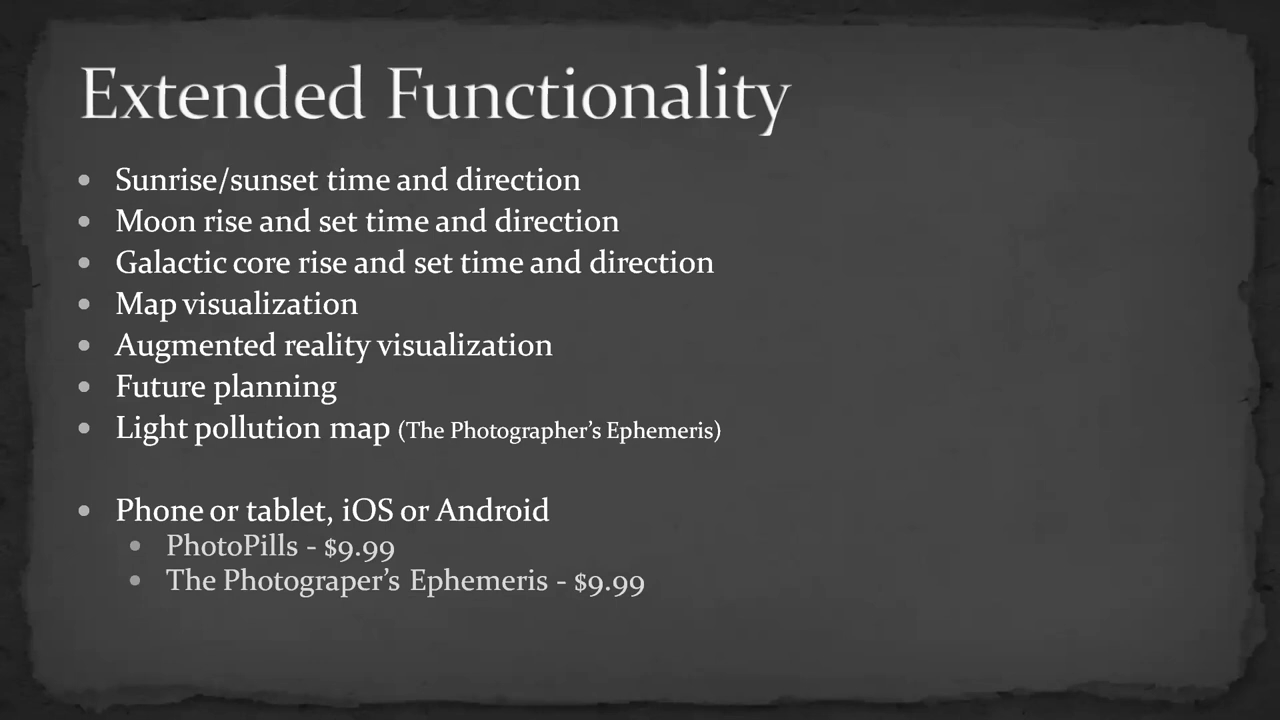 Extended Functionality
• Sunrise/sunset time and direction
• Moon rise and set time and direction
• Galactic core rise and set time and direction
• Map visualization
• Augmented reality visualization
• Future planning
• Light pollution map (The Photographer’s Ephemeris)
• Phone or tablet, iOS or Android
• PhotoPills - $9.99
• The Photograper’s Ephemeris - $9.99